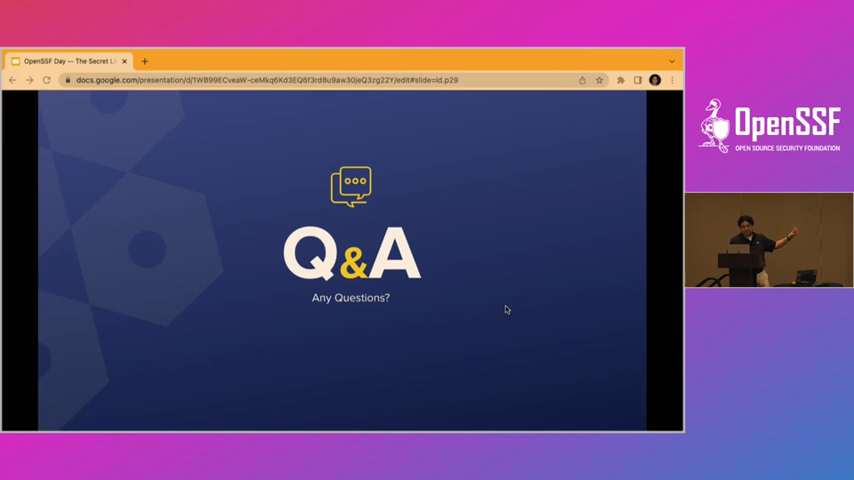 OpenSSF Day -- The Secret Li
docs.google.com/presentation/d/1WB99ECveaW-ceMkq6Kd3EQ6f3rd8u9aw30jeQ3zg22Y/edit#slide=id.p29
Q&A
Any Questions?
OpenSSF
OPEN SOURCE SECURITY FOUNDATION